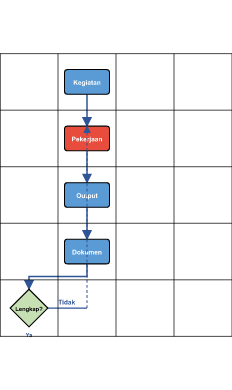 Kegiatan
Pekerjaan
Output
Dokumen
Lengkap?
Tidak
Ya